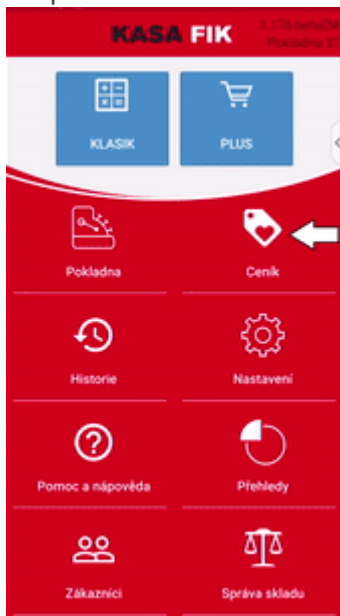 KASA FIK
KLASIK
PLUS
Pokladna
Ceník
Historie
Nastavení
Pomoc a nápověda
Přehledy
Zákazníci
Správa skladu